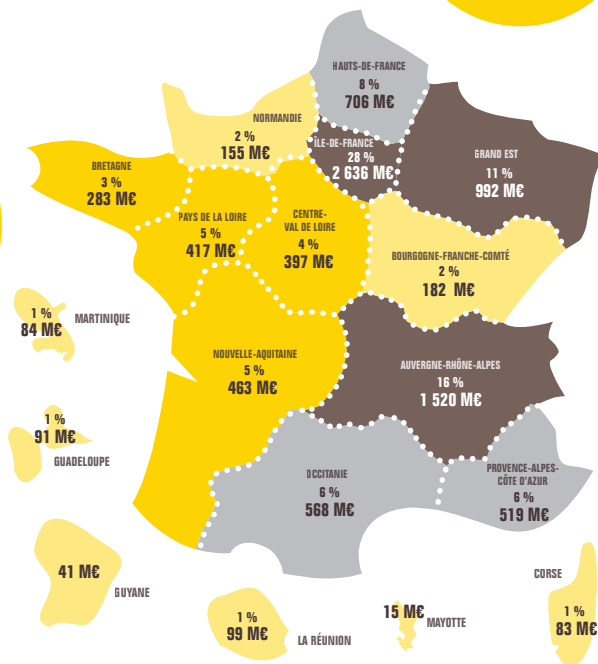 HAUTS-DE-FRANCE
8 %
706 M€
NORMANDIE
2 %
155 M€
ÎLE-DE-FRANCE
28 %
2 636 M€
GRAND EST
11 %
992 M€
BRETAGNE
3 %
283 M€
PAYS DE LA LOIRE
5 %
417 M€
CENTRE-
VAL DE LOIRE
4 %
397 M€
BOURGOGNE-FRANCHE-COMTÉ
2 %
182 M€
1 %
84 M€
MARTINIQUE
NOUVELLE-AQUITAINE
5 %
463 M€
AUVERGNE-RHÔNE-ALPES
16 %
1 520 M€
1 %
91 M€
GUADELOUPE
OCCITANIE
6 %
568 M€
PROVENCE-ALPES-
CÔTE D'AZUR
6 %
519 M€
41 M€
GUYANE
1 %
99 M€
LA RÉUNION
15 M€
MAYOTTE
CORSE
1 %
83 M€